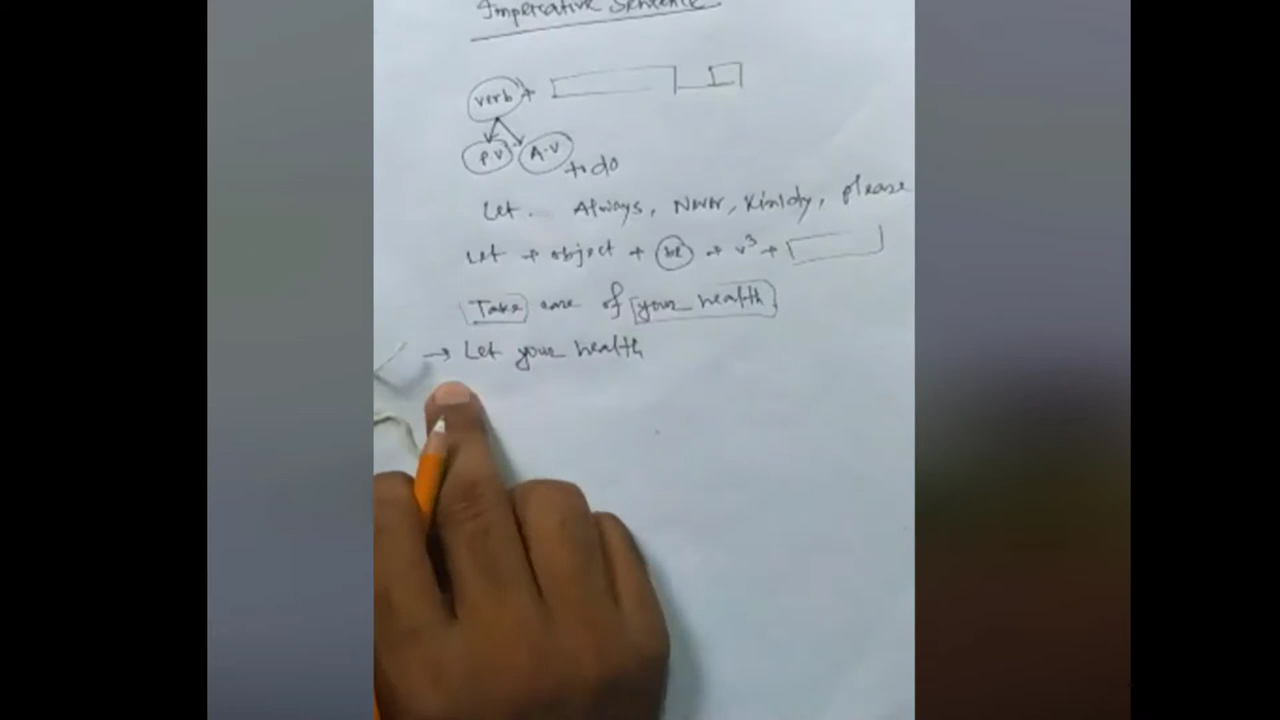 Imperative Sentence
verb +
P.V A.V
to do
Let. Always, Never, Kindly, please
Let + object + be + v³ +
Take care of your health
→ Let your health